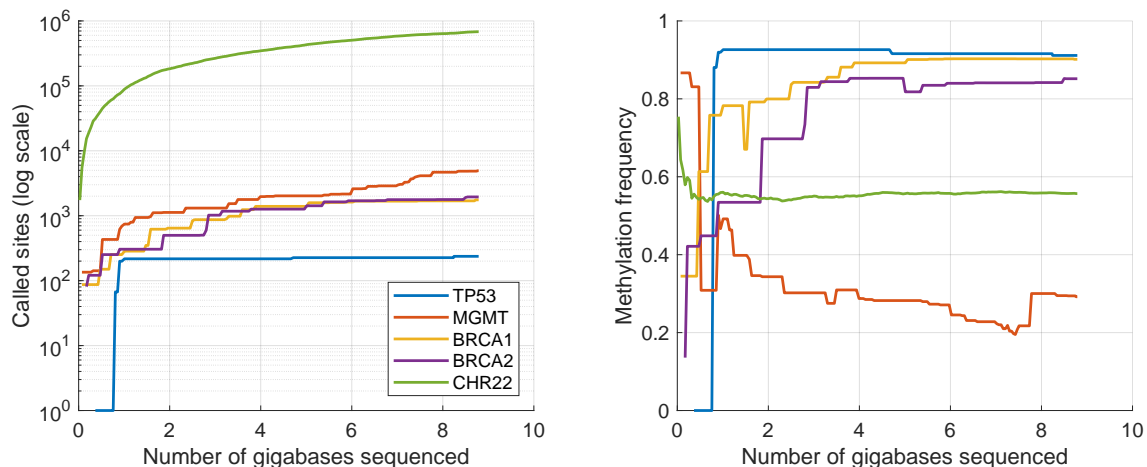 Called sites (log scale)
10^6
10^5
10^4
10^3
10^2
10^1
10^0
0 2 4 6 8 10
Number of gigabases sequenced
TP53
MGMT
BRCA1
BRCA2
CHR22
Methylation frequency
1
0.8
0.6
0.4
0.2
0
0 2 4 6 8 10
Number of gigabases sequenced